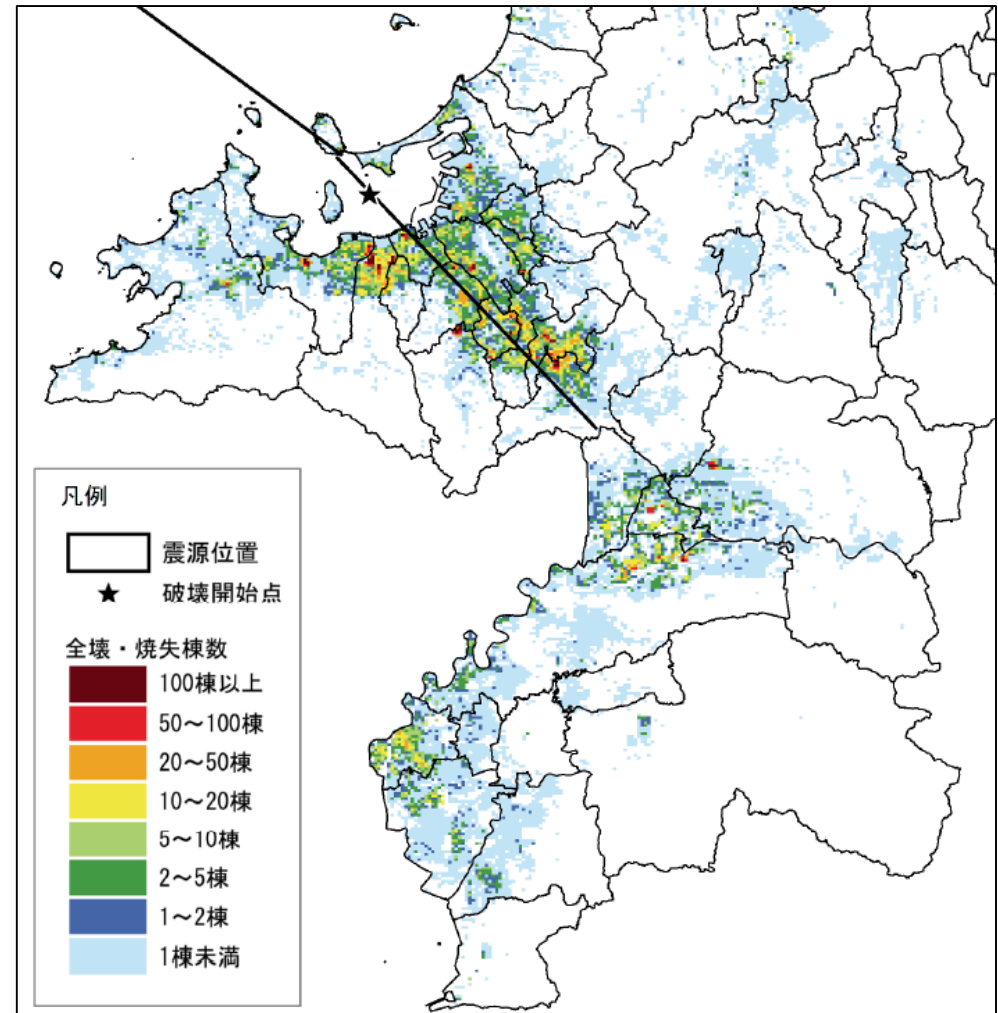 凡例
震源位置
★ 破壊開始点
全壊・焼失棟数
100棟以上
50～100棟
20～50棟
10～20棟
5～10棟
2～5棟
1～2棟
1棟未満